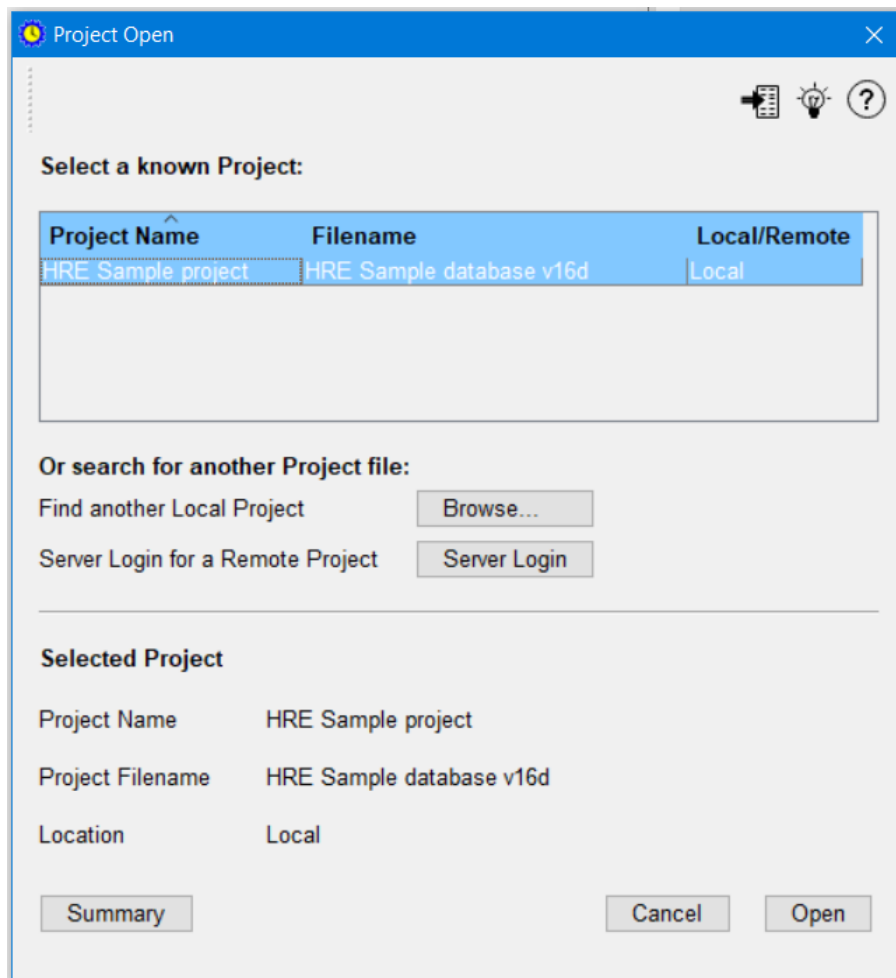 Project Open
?
Select a known Project:
Project Name Filename Local/Remote
HRE Sample project HRE Sample database v16d Local
Or search for another Project file:
Find another Local Project Browse...
Server Login for a Remote Project Server Login
Selected Project
Project Name HRE Sample project
Project Filename HRE Sample database v16d
Location Local
Summary Cancel Open